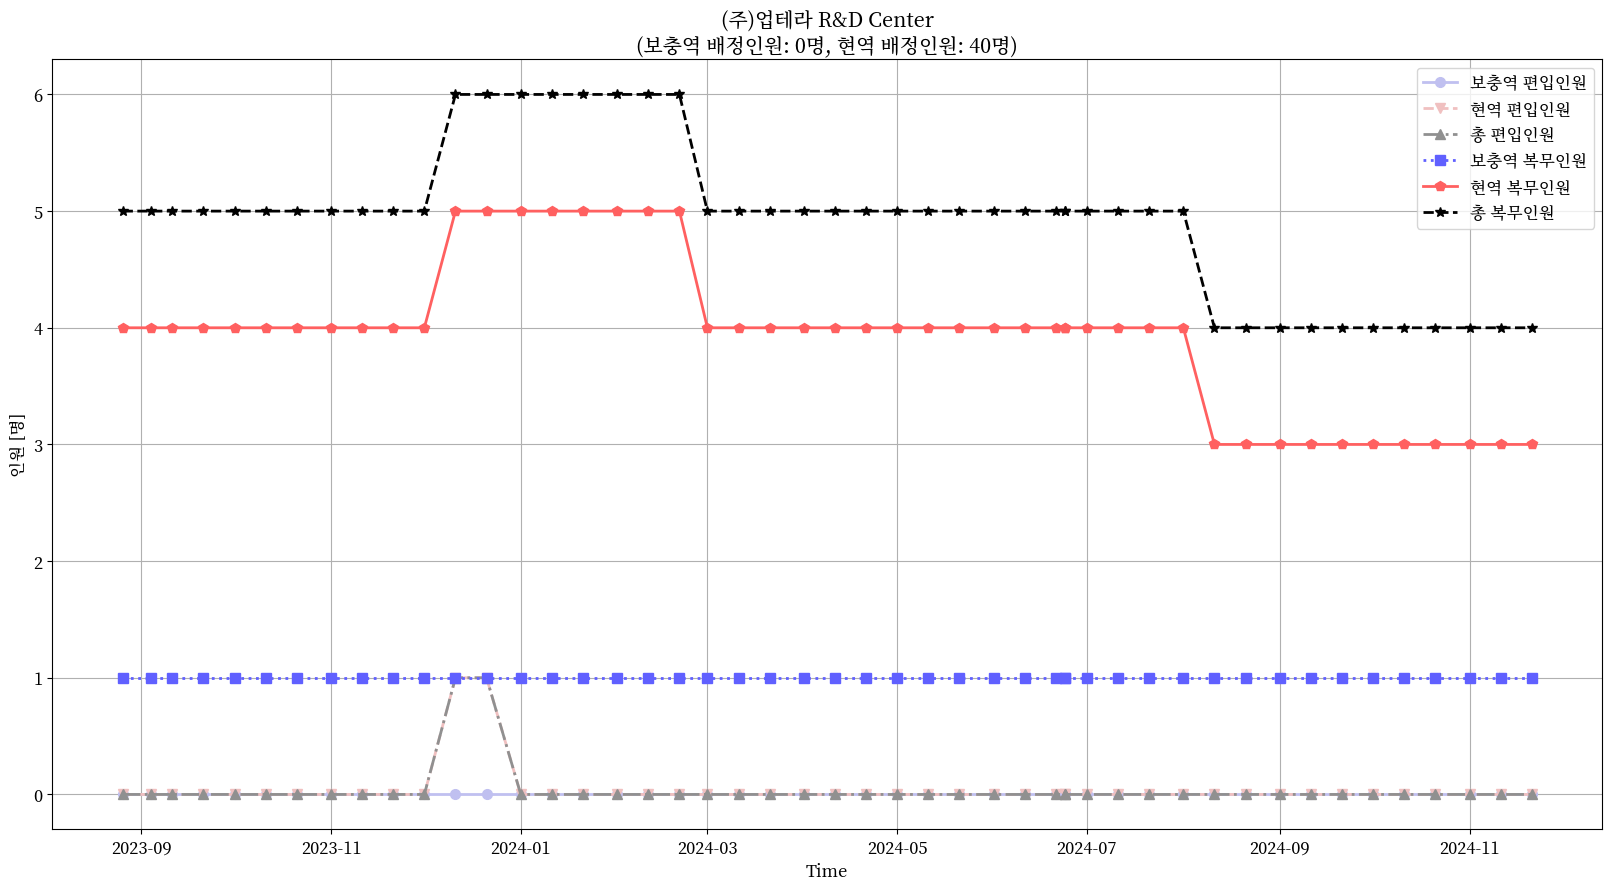 (주)업테라 R&D Center
(보충역 배정인원: 0명, 현역 배정인원: 40명)
보충역 편입인원
현역 편입인원
총 편입인원
보충역 복무인원
현역 복무인원
총 복무인원
인원 [명]
6
5
4
3
2
1
0
2023-09
2023-11
2024-01
2024-03
2024-05
2024-07
2024-09
2024-11
Time